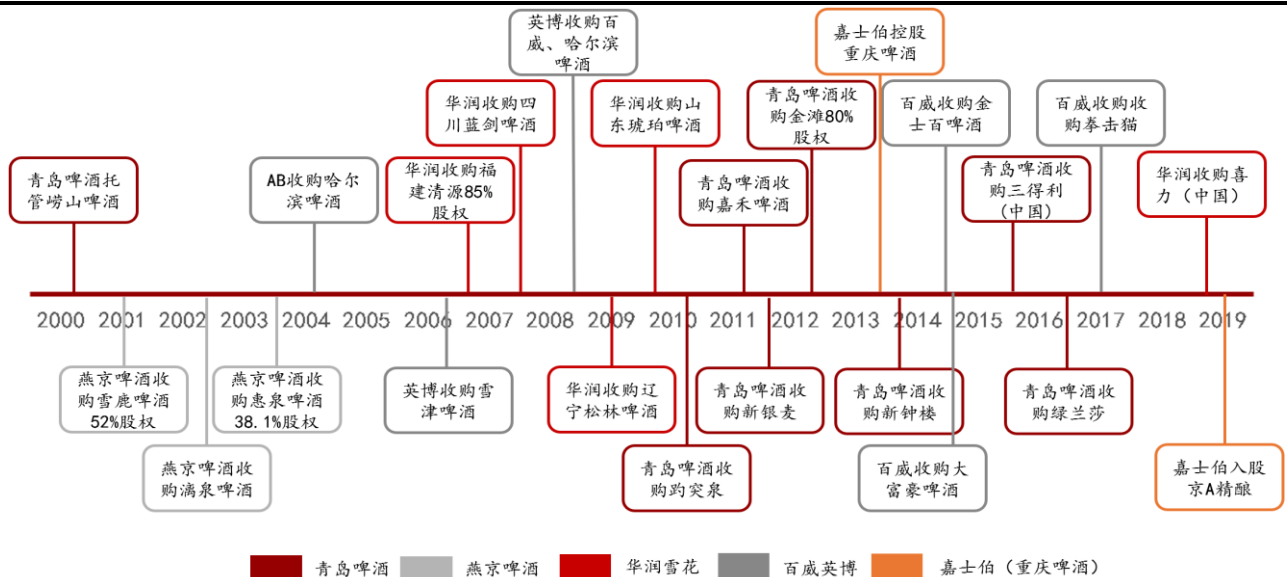 英博收购百
威、哈尔滨
啤酒
嘉士伯控股
重庆啤酒
华润收购四
川蓝剑啤酒
华润收购山
东琥珀啤酒
青岛啤酒收
购金滩80%
股权
百威收购金
士百啤酒
百威收购收
购拳击猫
青岛啤酒托
管崂山啤酒
AB收购哈尔
滨啤酒
华润收购福
建清源85%
股权
青岛啤酒收
购嘉禾啤酒
青岛啤酒收
购三得利
(中国)
华润收购喜
力（中国）
2000 2001 2002 2003 2004 2005 2006 2007 2008 2009 2010 2011 2012 2013 2014 2015 2016 2017 2018 2019
燕京啤酒收
购雪鹿啤酒
52%股权
燕京啤酒收
购惠泉啤酒
38.1%股权
英博收购雪
津啤酒
华润收购辽
宁松林啤酒
青岛啤酒收
购新银麦
青岛啤酒收
购新钟楼
青岛啤酒收
购绿兰莎
燕京啤酒收
购漓泉啤酒
青岛啤酒收
购趵突泉
百威收购大
富豪啤酒
嘉士伯入股
京A精酿
青岛啤酒 燕京啤酒 华润雪花 百威英博 嘉士伯（重庆啤酒）